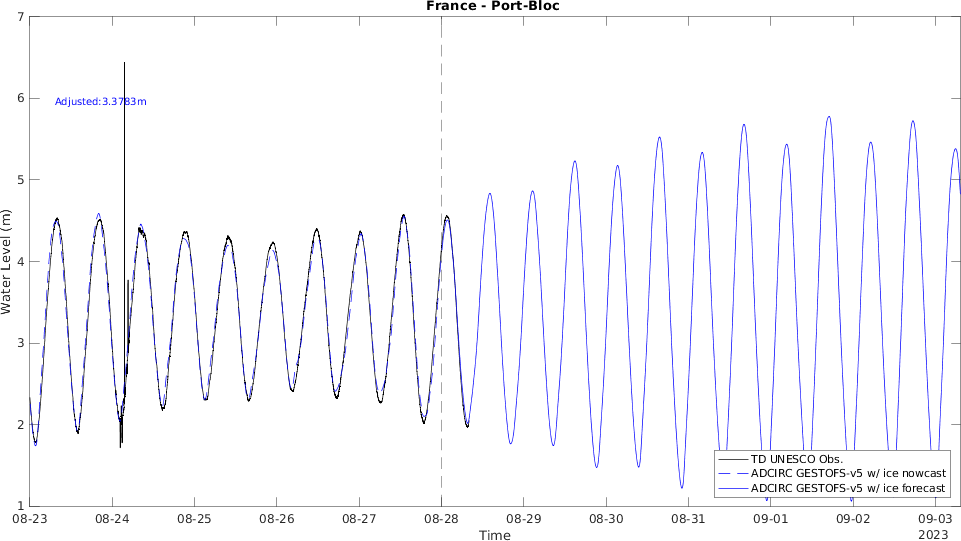 France - Port-Bloc
7
6
5
4
3
2
1
Water Level (m)
Adjusted:3.3783m
TD UNESCO Obs.
ADCIRC GESTOFS-v5 w/ ice nowcast
ADCIRC GESTOFS-v5 w/ ice forecast
08-23 08-24 08-25 08-26 08-27 08-28 08-29 08-30 08-31 09-01 09-02 09-03
Time
2023